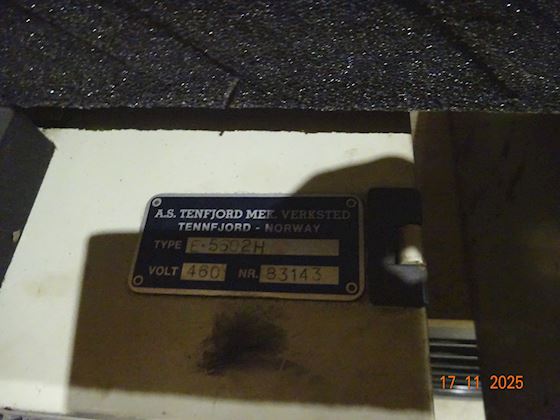 A.S. TENFJORD MEK. VERKSTED
TENNFJORD - NORWAY
TYPE E-5502H
VOLT 460 NR. 83143
17 11 2025